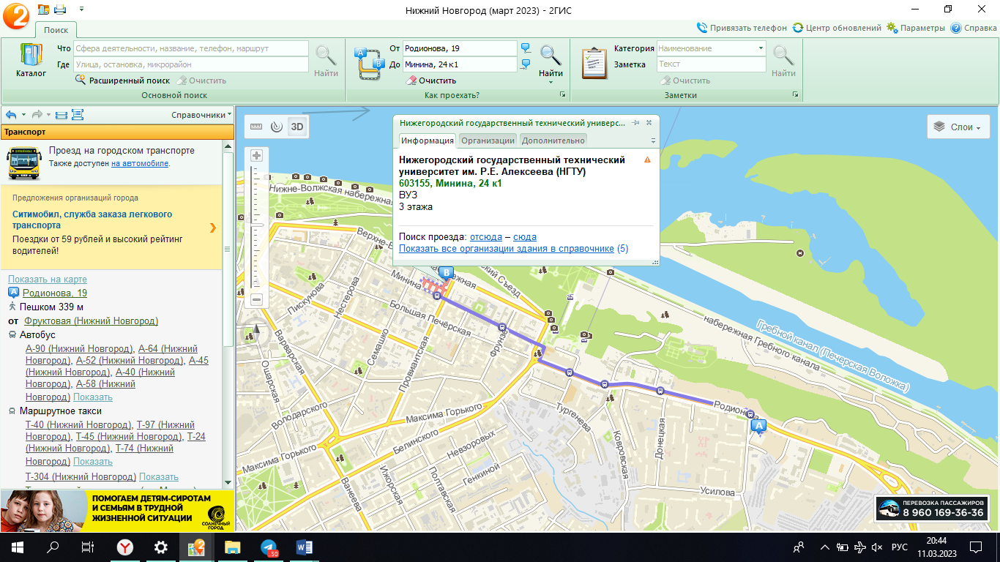 Нижний Новгород (март 2023) - 2ГИС
Поиск
Привязать телефон
Центр обновлений
Параметры
Справка
Каталог
Что
Сфера деятельности, название, телефон, маршрут
Где
Улица, остановка, микрорайон
Найти
Расширенный поиск
Очистить
Основной поиск
От
Родионова, 19
До
Минина, 24 к1
Найти
Очистить
Как проехать?
Категория
Наименование
Заметка
Текст
Найти
Очистить
Заметки
Справочники
Транспорт
Проезд на городском транспорте
Также доступен на автомобиле.
Предложения организаций города
Ситимобил, служба заказа легкового
транспорта
Поездки от 59 рублей и высокий рейтинг
водителей!
Показать на карте
A Родионова, 19
Пешком 339 м
от Фруктовая (Нижний Новгород)
Автобус
А-90 (Нижний Новгород), А-64 (Нижний
Новгород), А-52 (Нижний Новгород), А-45
(Нижний Новгород), А-40 (Нижний
Новгород), А-58 (Нижний
Новгород) Показать
Маршрутное такси
Т-40 (Нижний Новгород), Т-97 (Нижний
Новгород), Т-45 (Нижний Новгород), Т-24
(Нижний Новгород), Т-74 (Нижний
Новгород) Показать
Т-304 (Нижний Новгород) Показать
ПОМОГАЕМ ДЕТЯМ-СИРОТАМ
И СЕМЬЯМ В ТРУДНОЙ
ЖИЗНЕННОЙ СИТУАЦИИ
СОЛНЕЧНЫЙ
ГОРОД
3D
Слои
Нижегородский государственный технический универс...
Информация
Организации
Дополнительно
Нижегородский государственный технический
университет им. Р.Е. Алексеева (НГТУ)
603155, Минина, 24 к1
ВУЗ
3 этажа
Поиск проезда: отсюда – сюда
Показать все организации здания в справочнике (5)
Нижне-Волжская набережная
Верхне-В
режная
ский Съезд
B
Минина
Пискунова
Нестерова
Большая Печёрская
Варварская
Семашко
Фрунзе
Ошарская
Провиантская
Володарского
Максима Горького
Максима Горького
Белинского
Невзоровых
Генкиной
Ижорская
Полтавская
Ванеева
Тургенева
Ковровская
Донецкая
Усилова
Родионо
A
набережная Гребного канала
Гребной канал (Печерская
Воложка)
ПЕРЕВОЗКА ПАССАЖИРОВ
8 960 169-36-36
50
РУС
20:44
11.03.2023